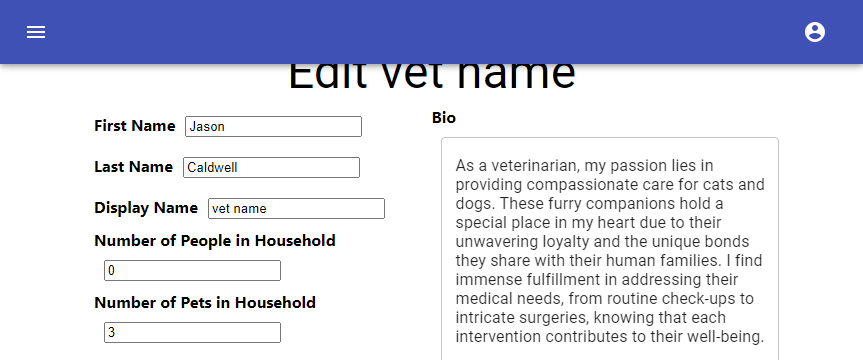 Edit vet name
First Name Jason
Last Name Caldwell
Display Name vet name
Number of People in Household
0
Number of Pets in Household
3
Bio
As a veterinarian, my passion lies in
providing compassionate care for cats and
dogs. These furry companions hold a
special place in my heart due to their
unwavering loyalty and the unique bonds
they share with their human families. I find
immense fulfillment in addressing their
medical needs, from routine check-ups to
intricate surgeries, knowing that each
intervention contributes to their well-being.